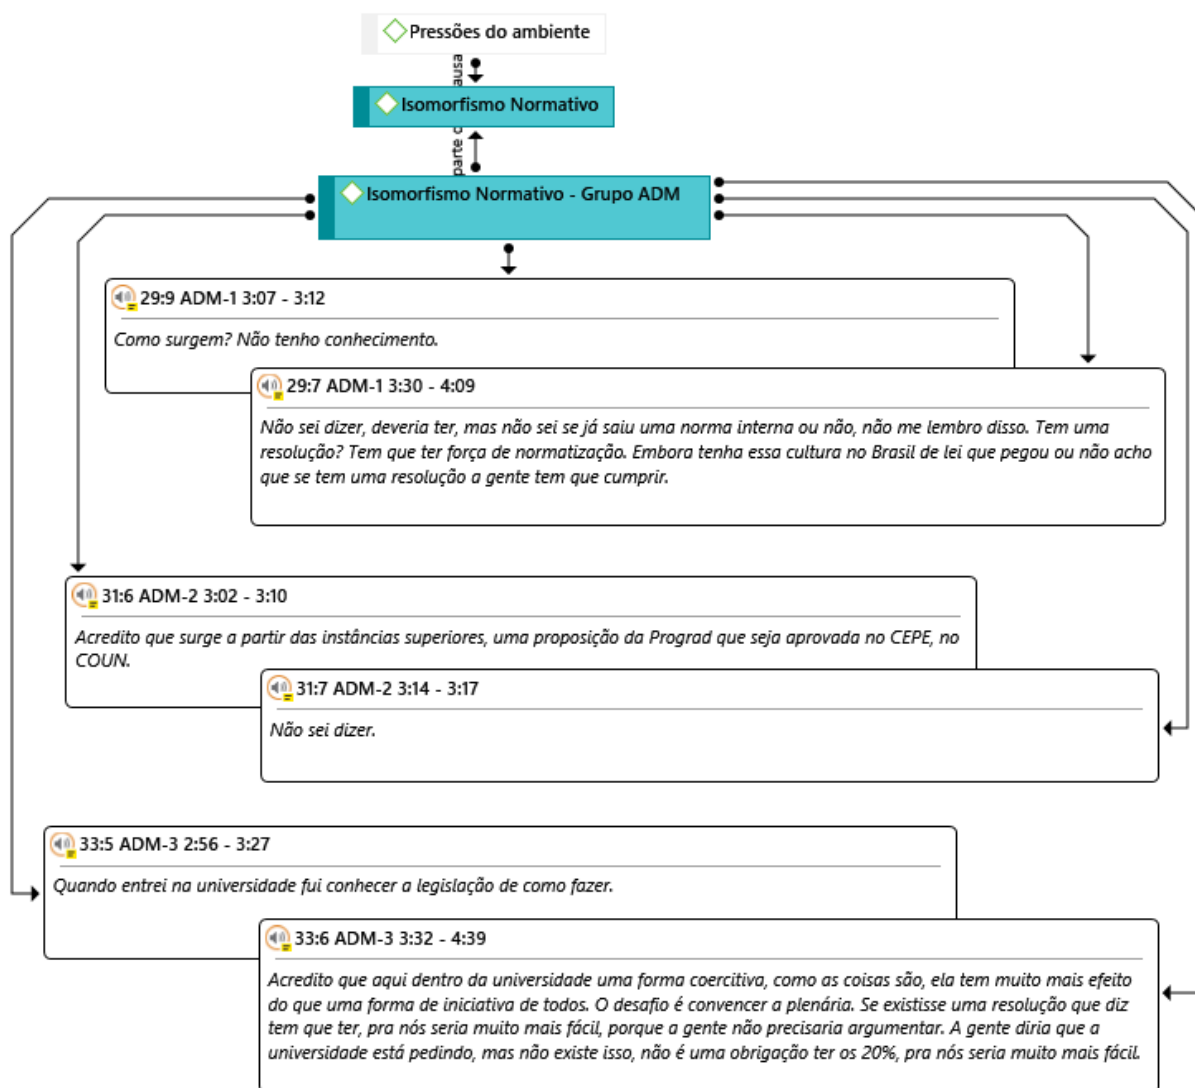 Pressões do ambiente
Isomorfismo Normativo
Isomorfismo Normativo - Grupo ADM
29:9 ADM-1 3:07 - 3:12
Como surgem? Não tenho conhecimento.
29:7 ADM-1 3:30 - 4:09
Não sei dizer, deveria ter, mas não sei se já saiu uma norma interna ou não, não me lembro disso. Tem uma
resolução? Tem que ter força de normatização. Embora tenha essa cultura no Brasil de lei que pegou ou não acho
que se tem uma resolução a gente tem que cumprir.
31:6 ADM-2 3:02 - 3:10
Acredito que surge a partir das instâncias superiores, uma proposição da Prograd que seja aprovada no CEPE, no
COUN.
31:7 ADM-2 3:14 - 3:17
Não sei dizer.
33:5 ADM-3 2:56 - 3:27
Quando entrei na universidade fui conhecer a legislação de como fazer.
33:6 ADM-3 3:32 - 4:39
Acredito que aqui dentro da universidade uma forma coercitiva, como as coisas são, ela tem muito mais efeito
do que uma forma de iniciativa de todos. O desafio é convencer a plenária. Se existisse uma resolução que diz
tem que ter, pra nós seria muito mais fácil, porque a gente não precisaria argumentar. A gente diria que a
universidade está pedindo, mas não existe isso, não é uma obrigação ter os 20%, pra nós seria muito mais fácil.